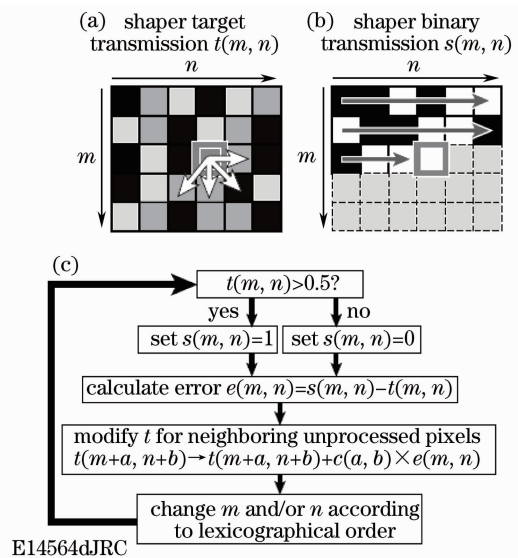 (a) shaper target
transmission t(m, n)
n
m
(b) shaper binary
transmission s(m, n)
n
m
(c)
t(m, n)>0.5?
yes
no
set s(m, n)=1
set s(m, n)=0
calculate error e(m, n)=s(m, n)−t(m, n)
modify t for neighboring unprocessed pixels
t(m+a, n+b)→t(m+a, n+b)+c(a, b)×e(m, n)
change m and/or n according
to lexicographical order
E14564dJRC